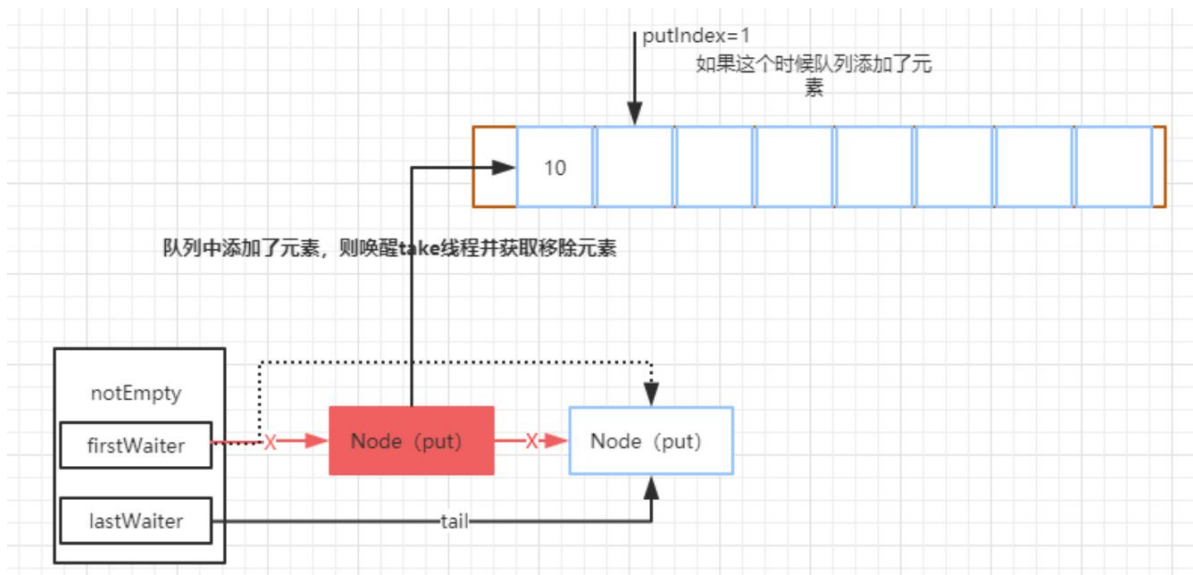 putIndex=1
如果这个时候队列添加了元
素
10
队列中添加了元素，则唤醒take线程并获取移除元素
notEmpty
firstWaiter
X
Node（put）
X
Node（put）
lastWaiter
tail